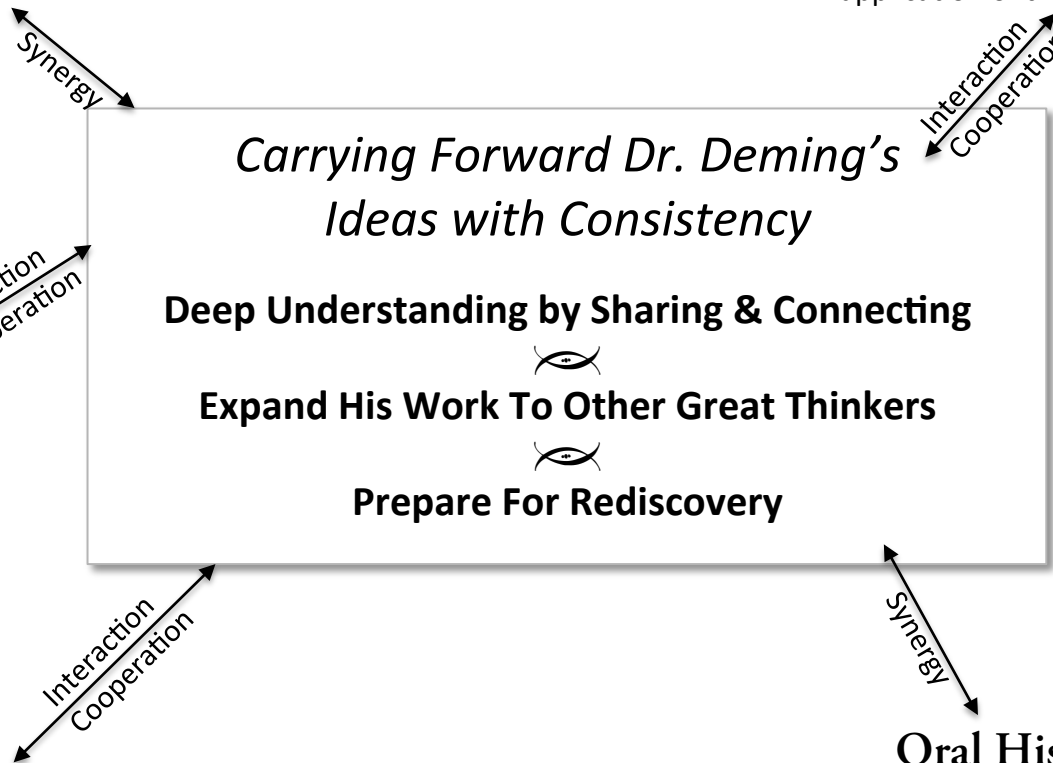 Synergy
Interaction
Cooperation
Carrying Forward Dr. Deming's
Ideas with Consistency
Deep Understanding by Sharing & Connecting
Expand His Work To Other Great Thinkers
Prepare For Rediscovery
Interaction
Cooperation
Synergy
Oral